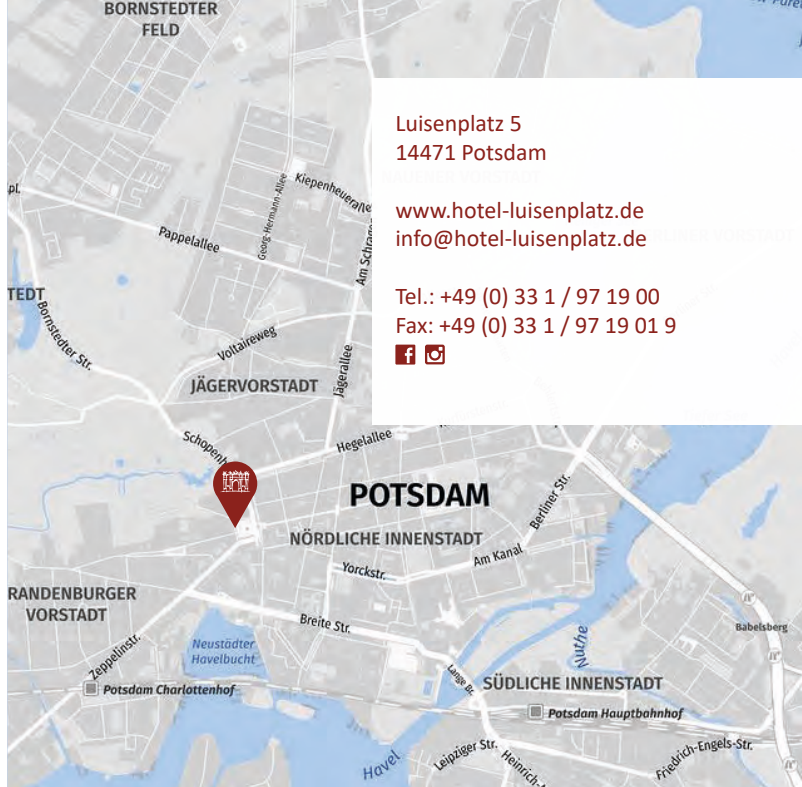 BORNSTEDTER
FELD
Luisenplatz 5
14471 Potsdam
www.hotel-luisenplatz.de
info@hotel-luisenplatz.de
Tel.: +49 (0) 33 1 / 97 19 00
Fax: +49 (0) 33 1 / 97 19 01 9
Kiepenheuerallee
Georg-Hermann-Allee
pl.
Pappelallee
Am Schragen
TEDT
Bornstedter Str.
Voltaireweg
JÄGERVORSTADT
Jägerallee
Hegelallee
Schopenh
POTSDAM
NÖRDLICHE INNENSTADT
Berliner Str.
Am Kanal
Yorckstr.
RANDENBURGER
VORSTADT
Breite Str.
Babelsberg
Zeppelinstr.
Neustädter
Havelbucht
Nuthe
Lange Br.
SÜDLICHE INNENSTADT
Potsdam Charlottenhof
Potsdam Hauptbahnhof
Havel
Leipziger Str.
Heinrich-
Friedrich-Engels-Str.